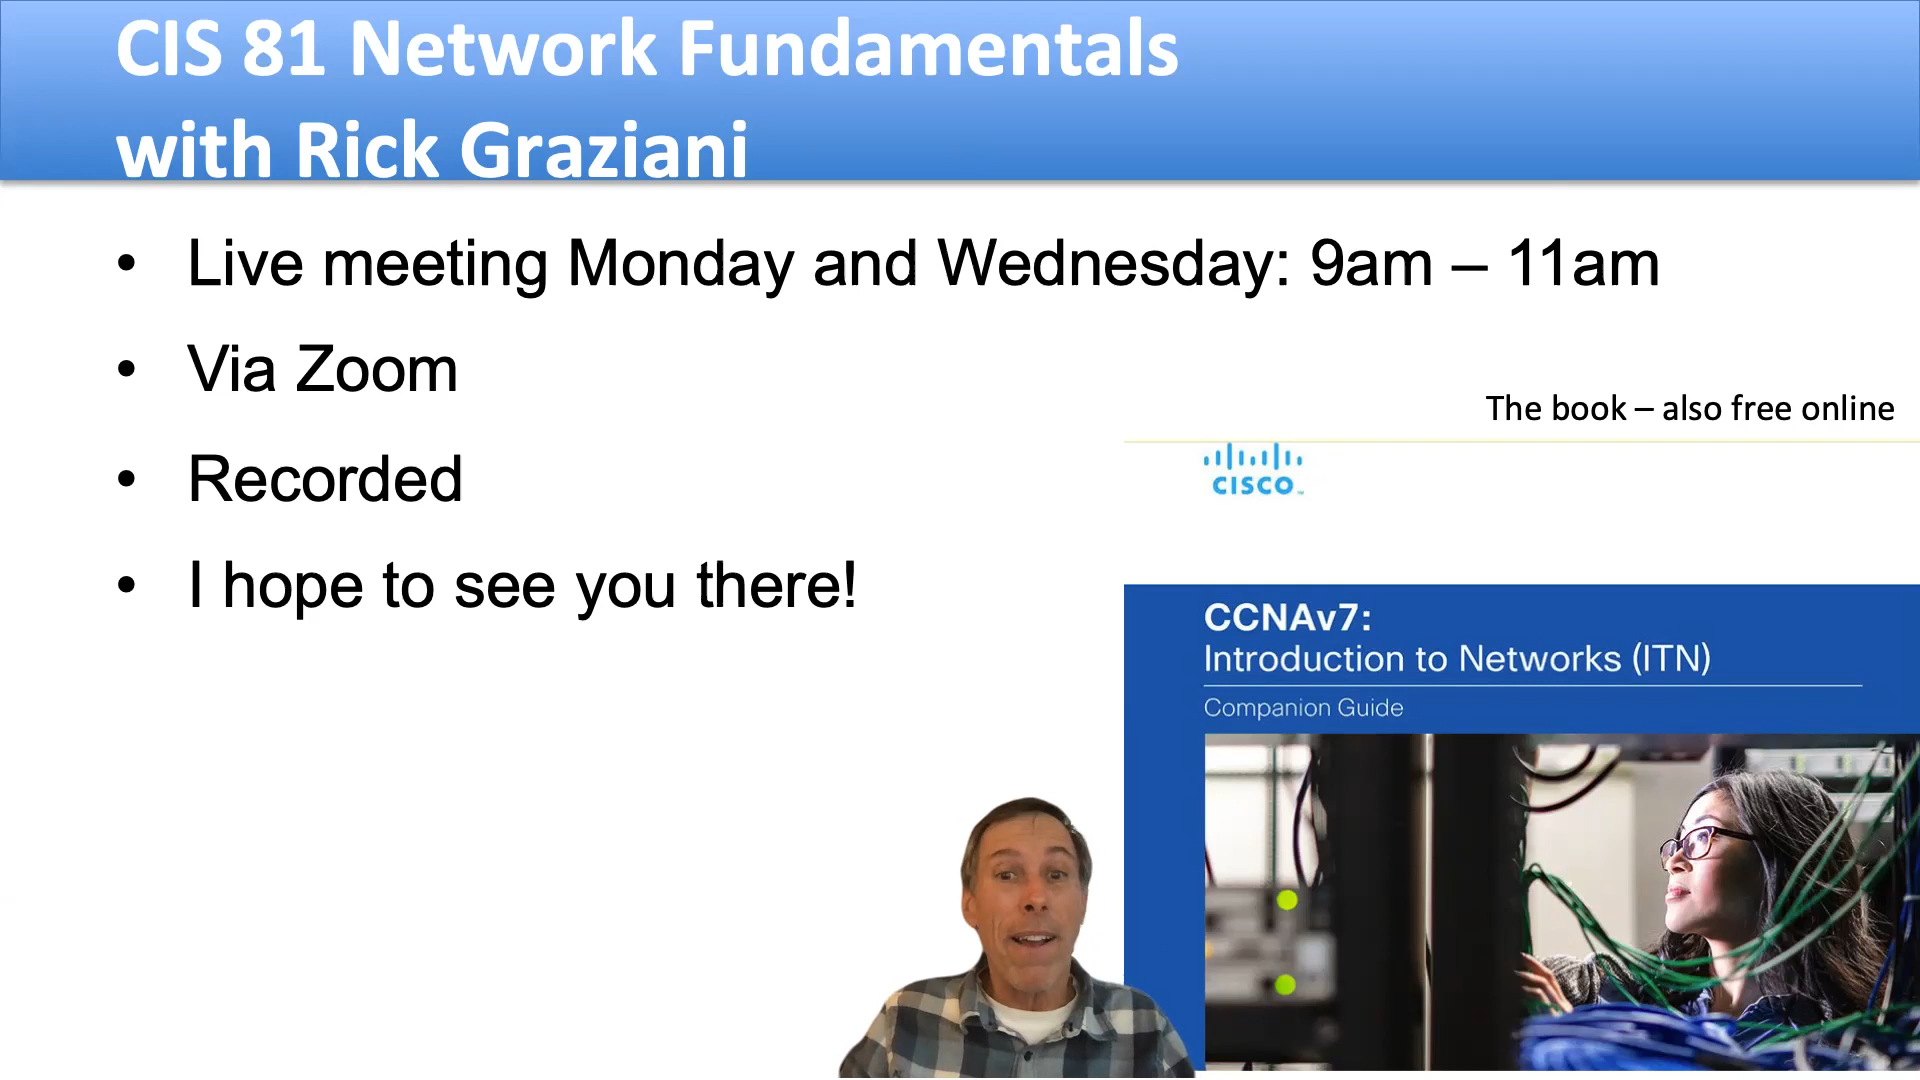 CIS 81 Network Fundamentals
with Rick Graziani
• Live meeting Monday and Wednesday: 9am – 11am
• Via Zoom
• Recorded
• I hope to see you there!
The book – also free online
CISCO™
CCNAv7:
Introduction to Networks (ITN)
Companion Guide